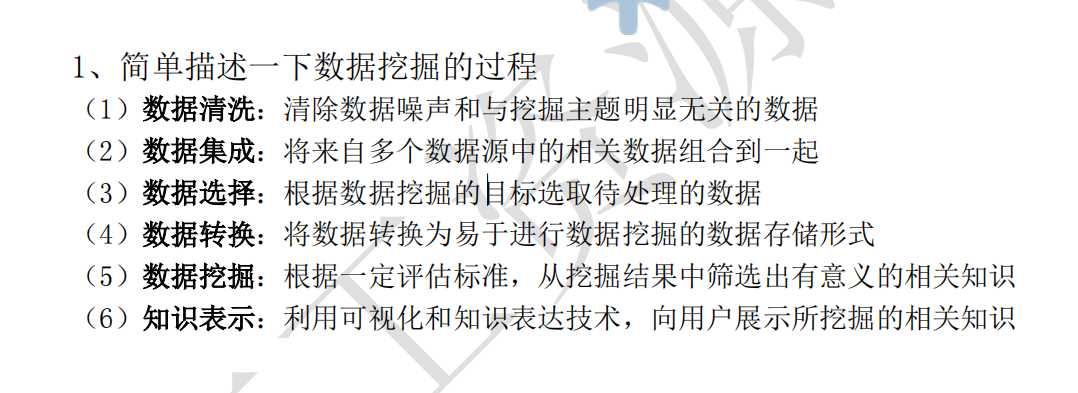 1、简单描述一下数据挖掘的过程
（1）数据清洗：清除数据噪声和与挖掘主题明显无关的数据
（2）数据集成：将来自多个数据源中的相关数据组合到一起
（3）数据选择：根据数据挖掘的目标选取待处理的数据
（4）数据转换：将数据转换为易于进行数据挖掘的数据存储形式
（5）数据挖掘：根据一定评估标准，从挖掘结果中筛选出有意义的相关知识
（6）知识表示：利用可视化和知识表达技术，向用户展示所挖掘的相关知识